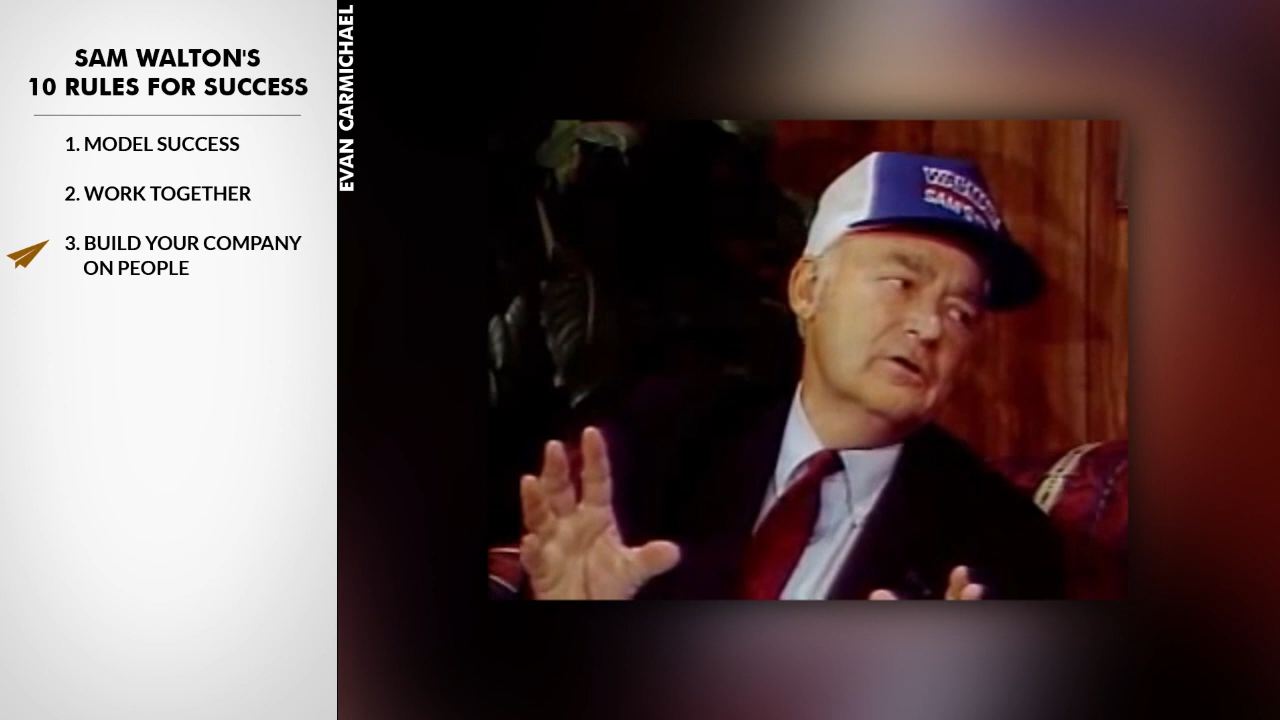 SAM WALTON'S
10 RULES FOR SUCCESS
1. MODEL SUCCESS
2. WORK TOGETHER
3. BUILD YOUR COMPANY
ON PEOPLE
EVAN CARMICHAEL
SAM'S